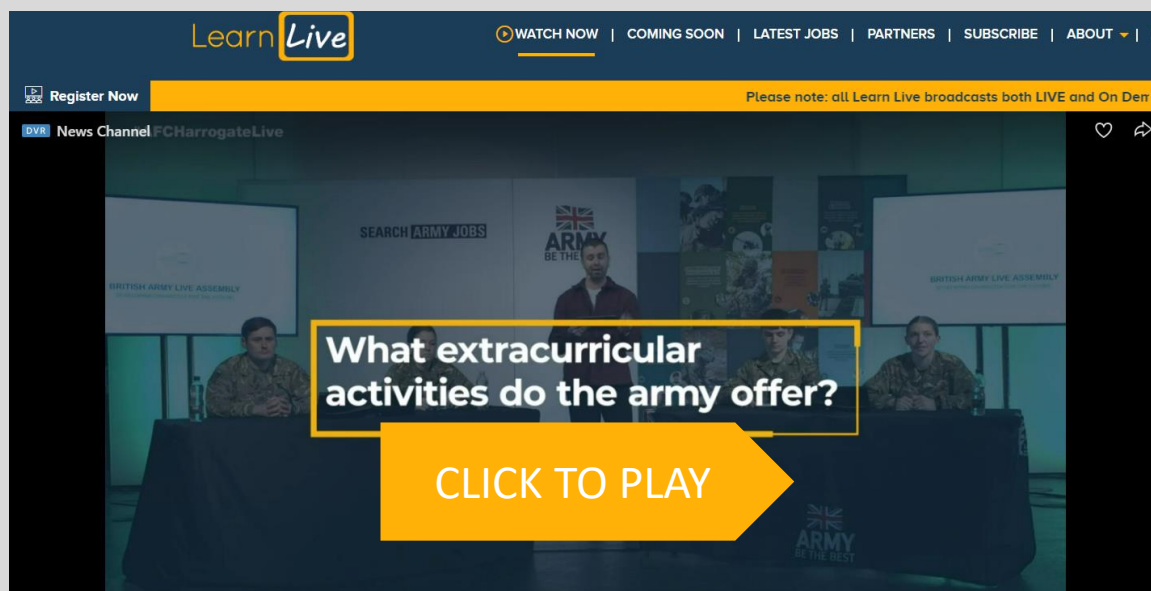 Learn Live
WATCH NOW | COMING SOON | LATEST JOBS | PARTNERS | SUBSCRIBE | ABOUT |
Register Now
Please note: all Learn Live broadcasts both LIVE and On Dem
DVR News Channel FCHarrogateLive
SEARCH ARMY JOBS
ARMY
BE THE
BRITISH ARMY LIVE ASSEMBLY
BRITISH ARMY LIVE ASSEMBLY
What extracurricular
activities do the army offer?
CLICK TO PLAY
ARMY
BE THE BEST